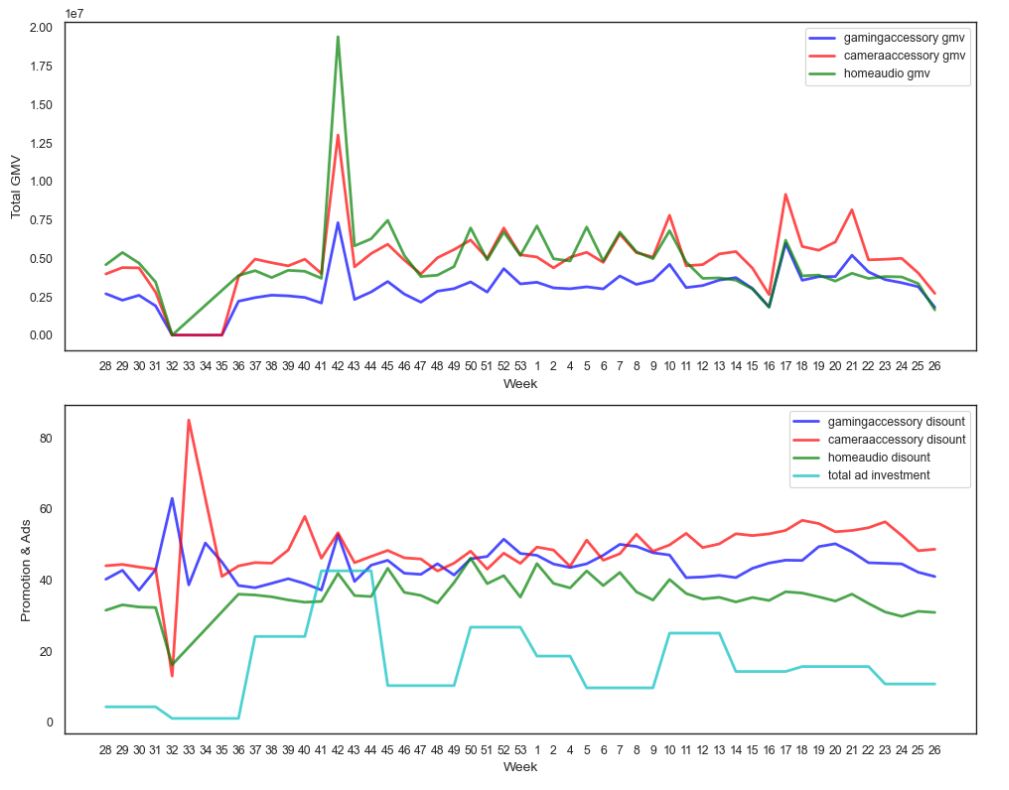 1e7
2.00
1.75
1.50
1.25
1.00
0.75
0.50
0.25
0.00
Total GMV
gamingaccessory gmv
cameraaccessory gmv
homeaudio gmv
28 29 30 31 32 33 34 35 36 37 38 39 40 41 42 43 44 45 46 47 48 49 50 51 52 53 1 2 4 5 6 7 8 9 10 11 12 13 14 15 16 17 18 19 20 21 22 23 24 25 26
Week
80
60
40
20
0
Promotion & Ads
gamingaccessory disount
cameraaccessory disount
homeaudio disount
total ad investment
28 29 30 31 32 33 34 35 36 37 38 39 40 41 42 43 44 45 46 47 48 49 50 51 52 53 1 2 4 5 6 7 8 9 10 11 12 13 14 15 16 17 18 19 20 21 22 23 24 25 26
Week